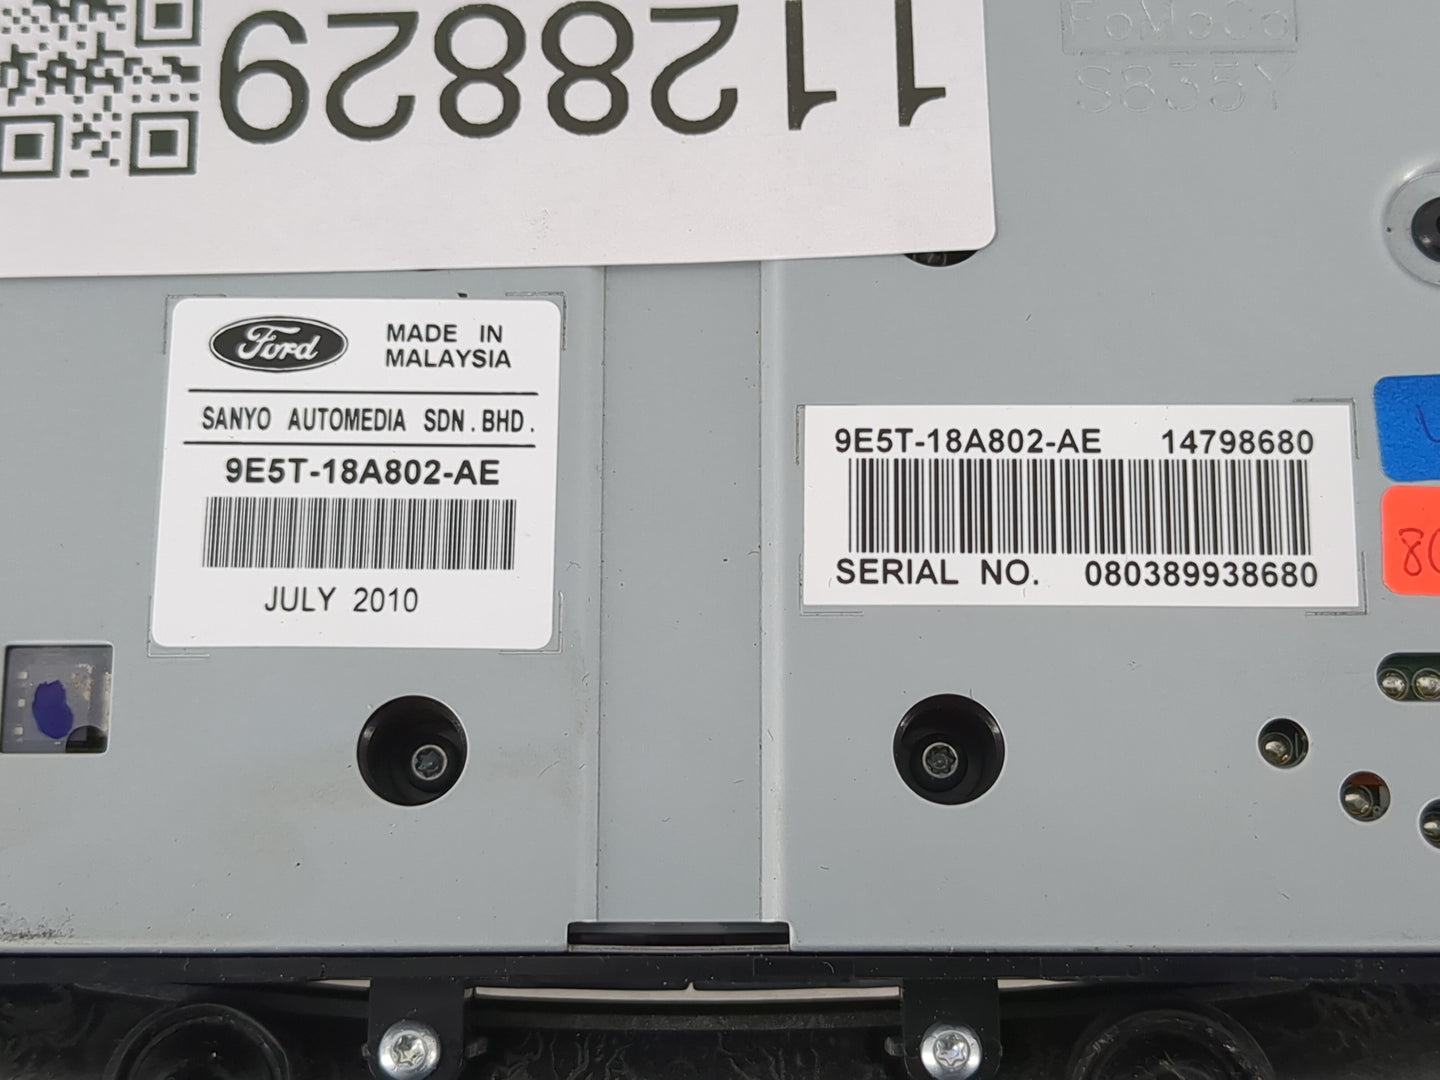 112829
FoMoCo
S835Y
Ford
MADE IN
MALAYSIA
SANYO AUTOMEDIA SDN.BHD.
9E5T-18A802-AE
JULY 2010
9E5T-18A802-AE 14798680
SERIAL NO. 080389938680